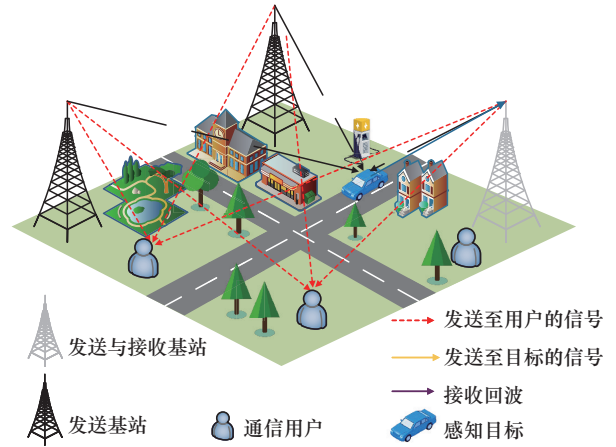 发送至用户的信号
发送与接收基站
发送至目标的信号
接收回波
发送基站
通信用户
感知目标